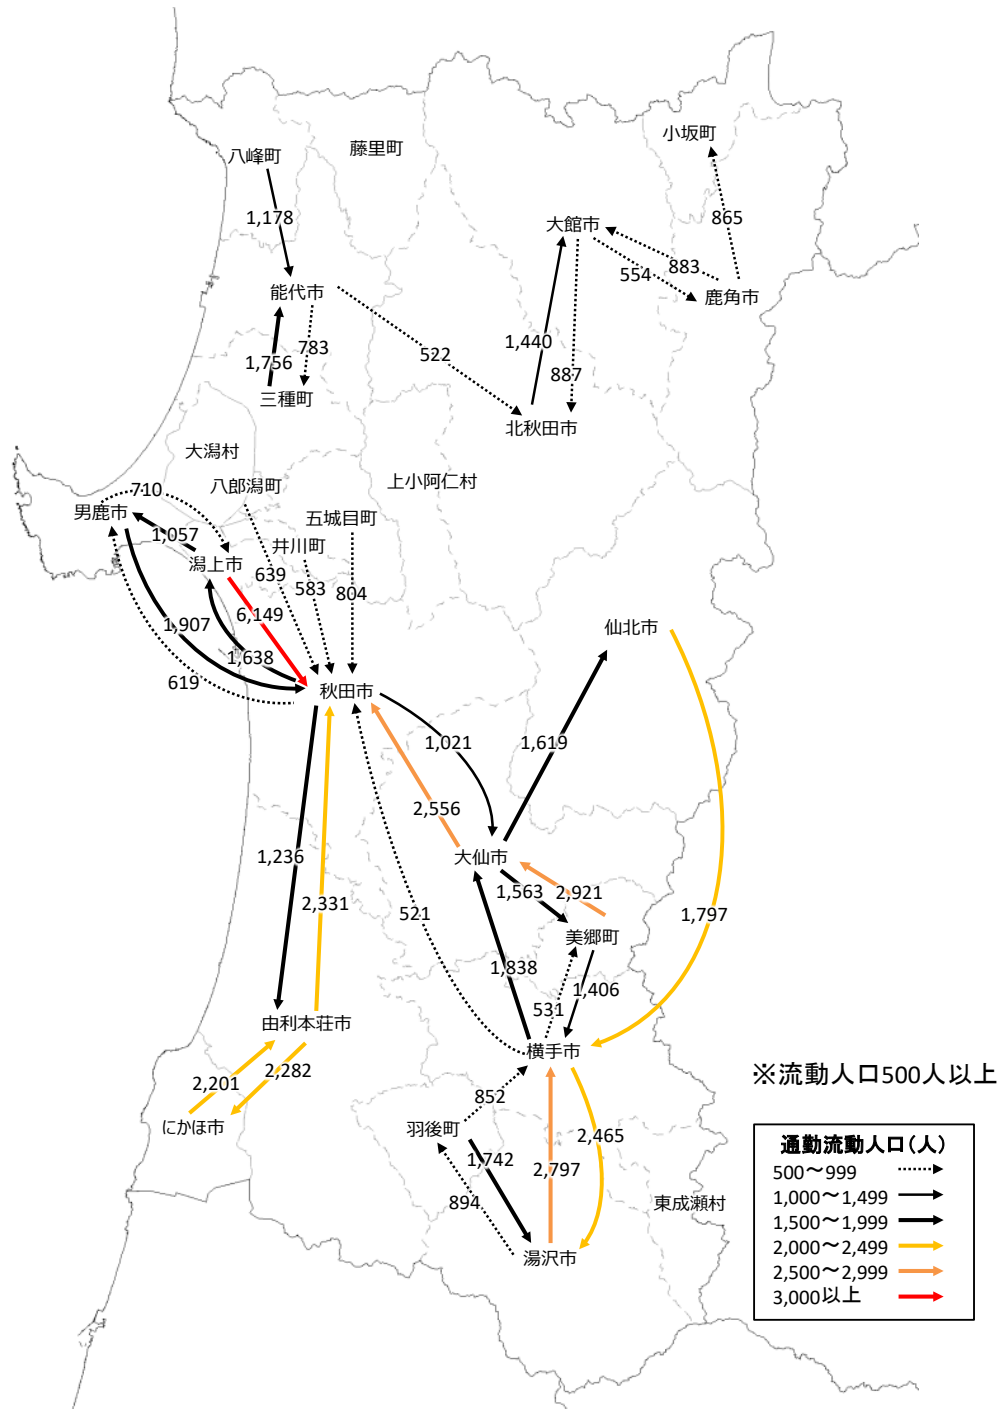 小坂町
藤里町
八峰町
865
1,178
大館市
883
554
能代市
鹿角市
783
522
1,440
1,756
887
三種町
北秋田市
大潟村
上小阿仁村
八郎潟町
710
男鹿市
五城目町
1,057
井川町
潟上市
639
583
804
6,149
1,907
仙北市
1,638
619
秋田市
1,021
1,619
2,556
大仙市
1,236
1,563
2,921
2,331
521
1,797
美郷町
1,838
1,406
531
由利本荘市
横手市
2,282
2,201
※流動人口500人以上
852
にかほ市
羽後町
2,465
通勤流動人口(人)
1,742
2,797
500～999
894
東成瀬村
1,000～1,499
1,500～1,999
2,000～2,499
湯沢市
2,500～2,999
3,000以上